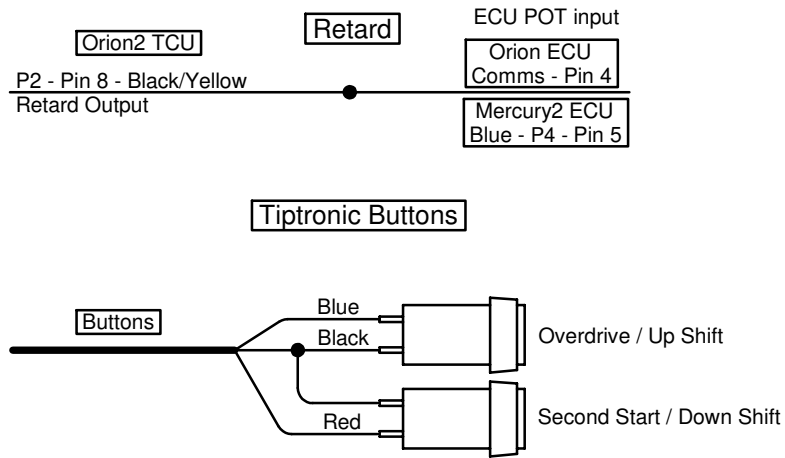 Retard
ECU POT input
Orion2 TCU
Orion ECU
Comms - Pin 4
P2 - Pin 8 - Black/Yellow
Retard Output
Mercury2 ECU
Blue - P4 - Pin 5
Tiptronic Buttons
Buttons
Blue
Black
Overdrive / Up Shift
Red
Second Start / Down Shift